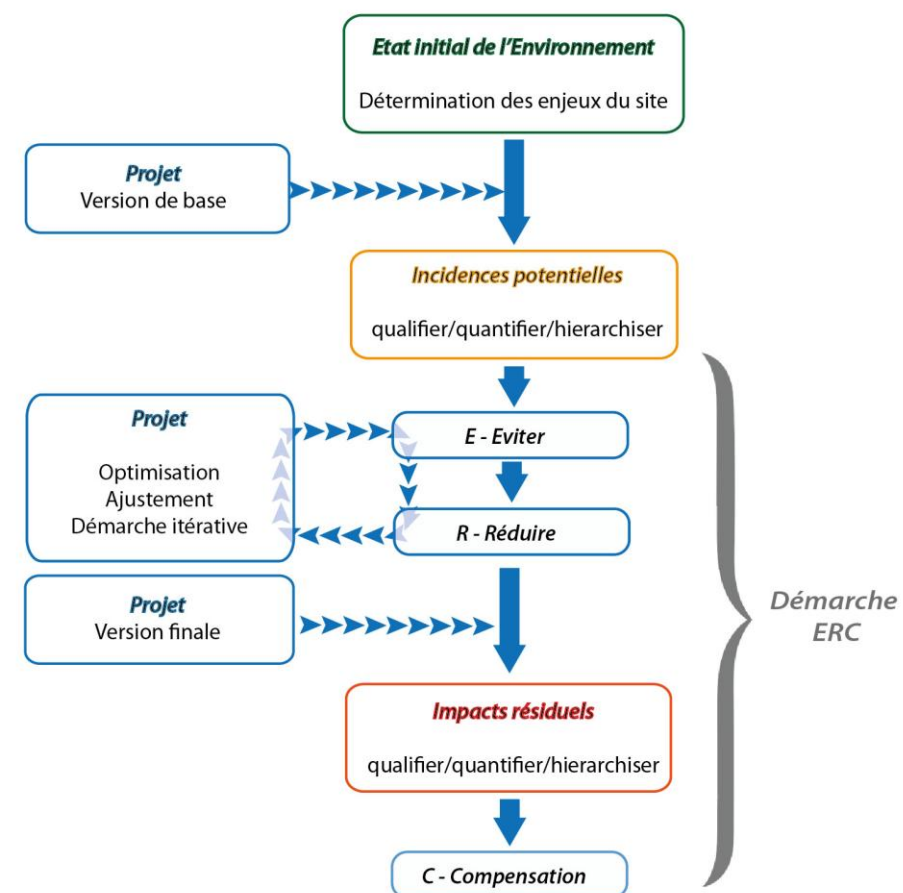 Etat initial de l'Environnement
Détermination des enjeux du site
Projet
Version de base
Incidences potentielles
qualifier/quantifier/hierarchiser
Projet
Optimisation
Ajustement
Démarche itérative
E - Eviter
R - Réduire
Projet
Version finale
Démarche
ERC
Impacts résiduels
qualifier/quantifier/hierarchiser
C - Compensation